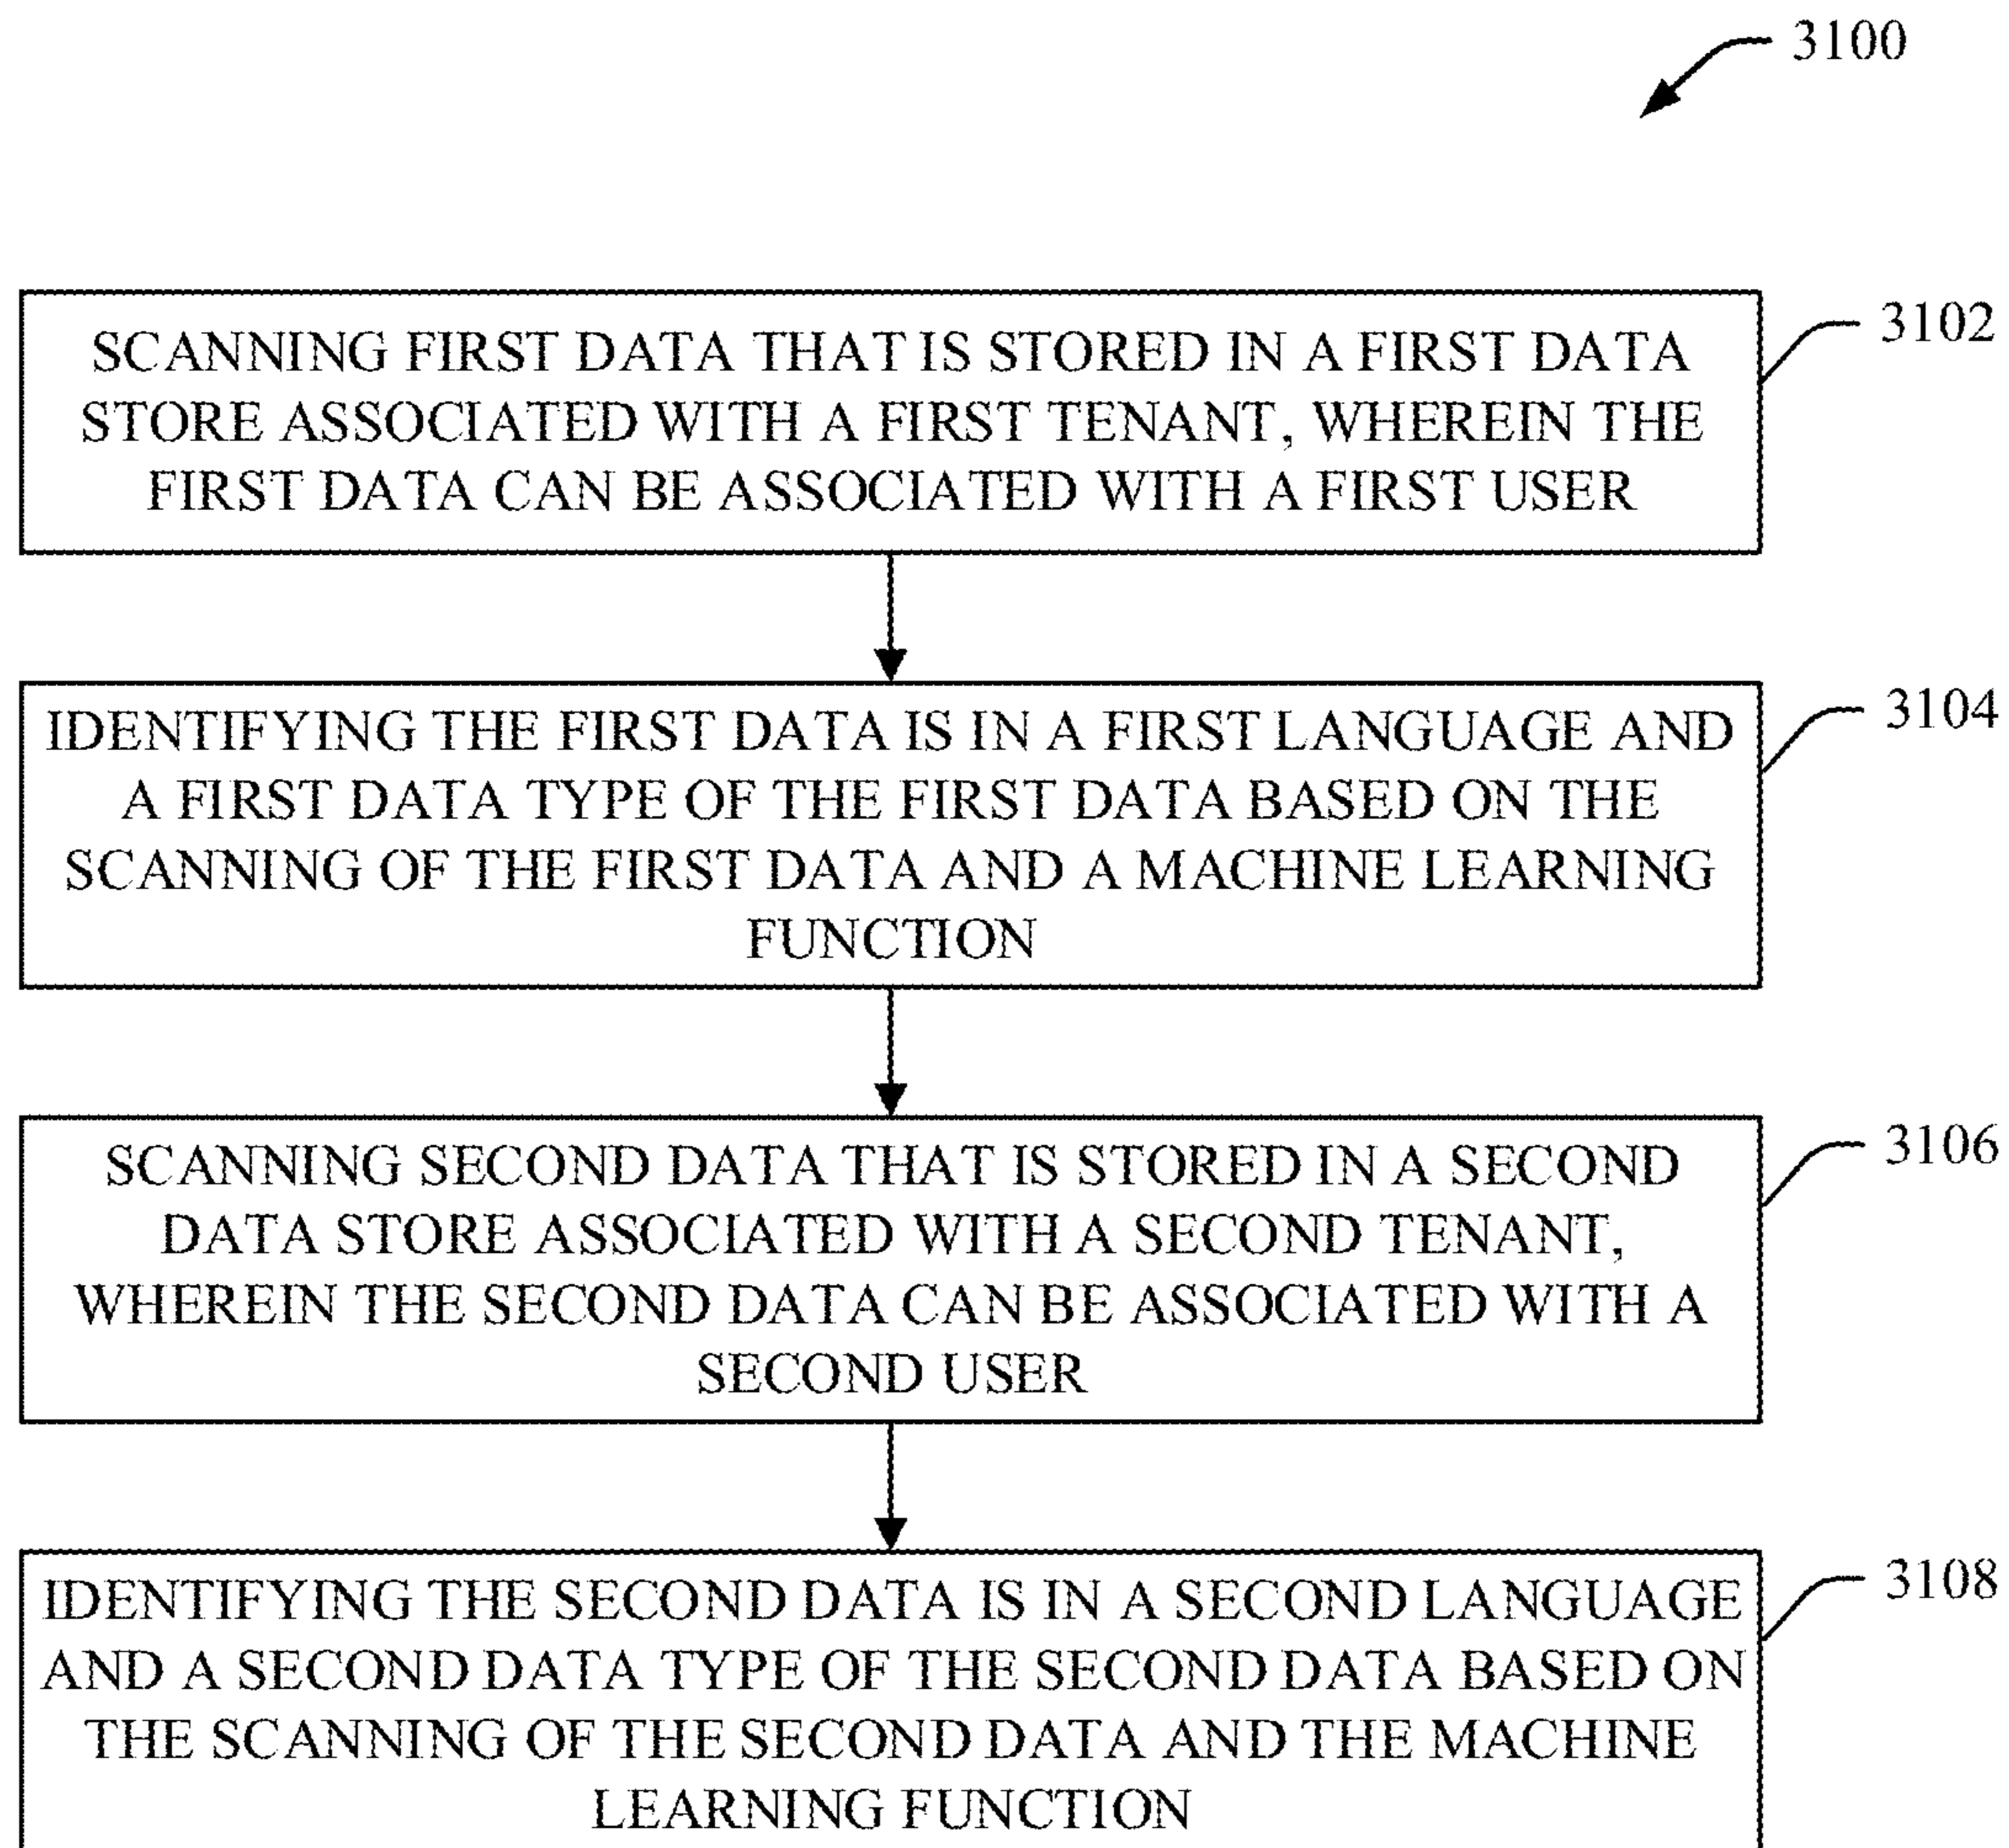 3100
SCANNING FIRST DATA THAT IS STORED IN A FIRST DATA
STORE ASSOCIATED WITH A FIRST TENANT, WHEREIN THE
FIRST DATA CAN BE ASSOCIATED WITH A FIRST USER
3102
IDENTIFYING THE FIRST DATA IS IN A FIRST LANGUAGE AND
A FIRST DATA TYPE OF THE FIRST DATA BASED ON THE
SCANNING OF THE FIRST DATA AND A MACHINE LEARNING
FUNCTION
3104
SCANNING SECOND DATA THAT IS STORED IN A SECOND
DATA STORE ASSOCIATED WITH A SECOND TENANT,
WHEREIN THE SECOND DATA CAN BE ASSOCIATED WITH A
SECOND USER
3106
IDENTIFYING THE SECOND DATA IS IN A SECOND LANGUAGE
AND A SECOND DATA TYPE OF THE SECOND DATA BASED ON
THE SCANNING OF THE SECOND DATA AND THE MACHINE
LEARNING FUNCTION
3108